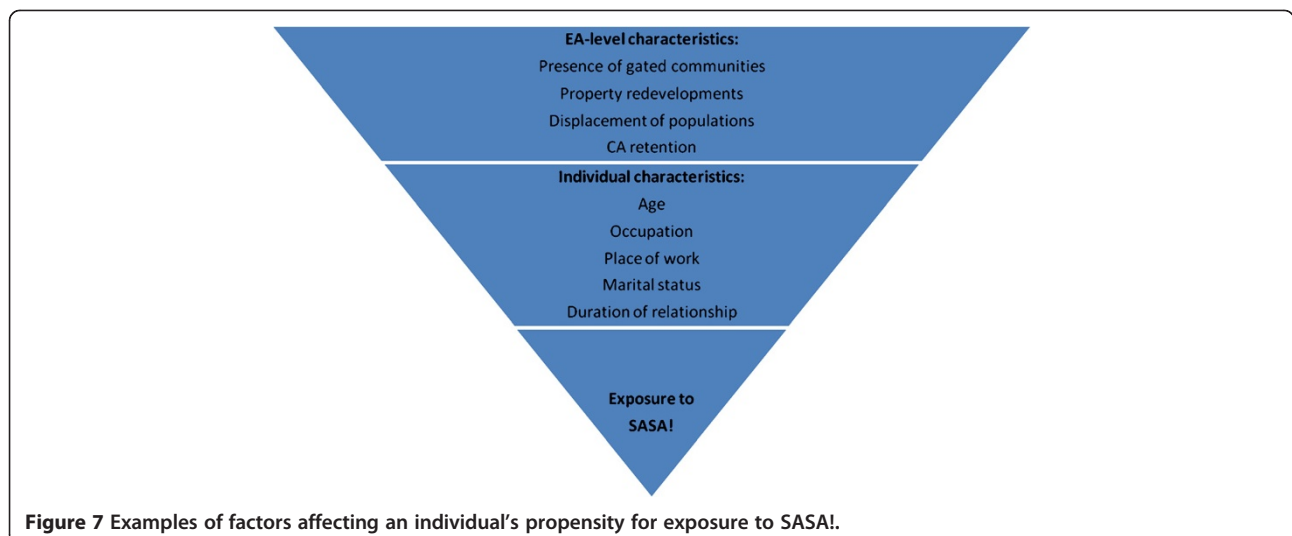 EA-level characteristics:
Presence of gated communities
Property redevelopments
Displacement of populations
CA retention
Individual characteristics:
Age
Occupation
Place of work
Marital status
Duration of relationship
Exposure to
SASA!
Figure 7 Examples of factors affecting an individual's propensity for exposure to SASA!.